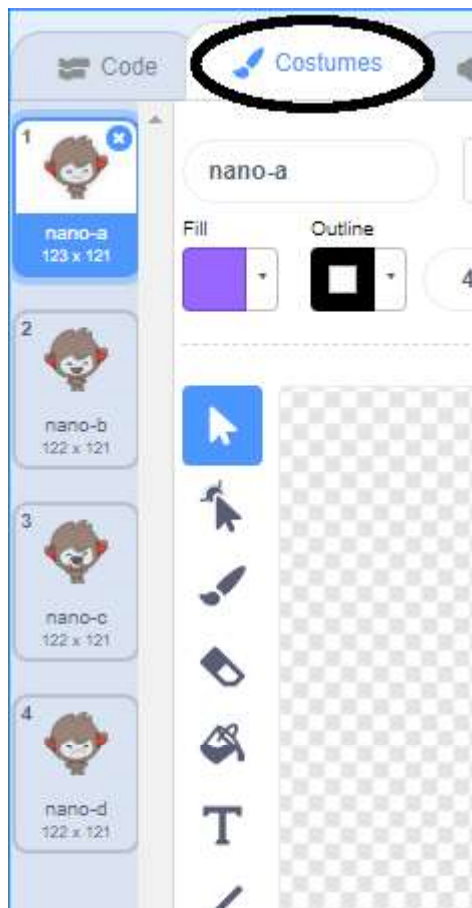 Code
Costumes
1
nano-a
123 x 121
2
nano-b
122 x 121
3
nano-c
122 x 121
4
nano-d
122 x 121
nano-a
Fill
Outline
4
T